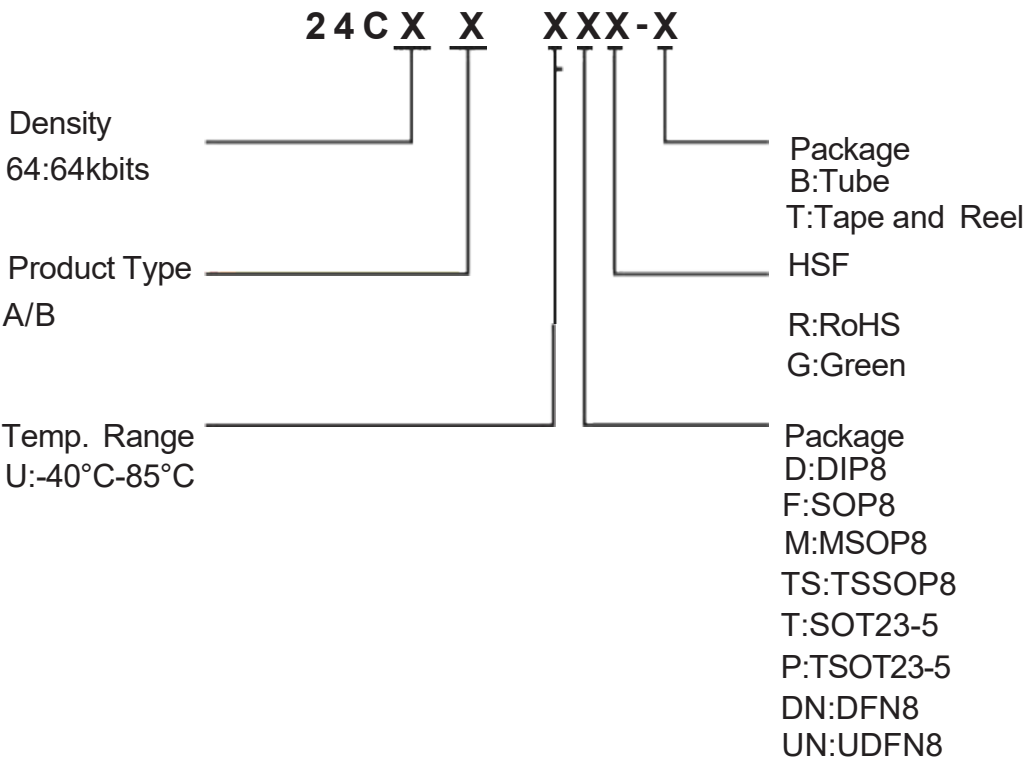 24CX X XXX-X
Density
64:64kbits
Product Type
A/B
Temp. Range
U:-40°C-85°C
Package
B:Tube
T:Tape and Reel
HSF
R:RoHS
G:Green
Package
D:DIP8
F:SOP8
M:MSOP8
TS:TSSOP8
T:SOT23-5
P:TSOT23-5
DN:DFN8
UN:UDFN8